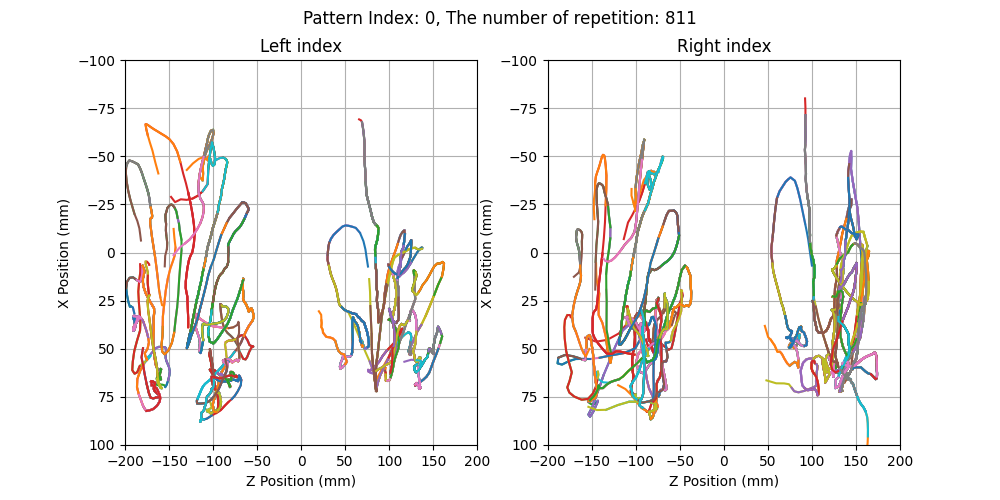 Pattern Index: 0, The number of repetition: 811
Left index
Right index
−100
−75
−50
−25
0
25
50
75
100
X Position (mm)
−200 −150 −100 −50 0 50 100 150 200
Z Position (mm)
−100
−75
−50
−25
0
25
50
75
100
X Position (mm)
−200 −150 −100 −50 0 50 100 150 200
Z Position (mm)